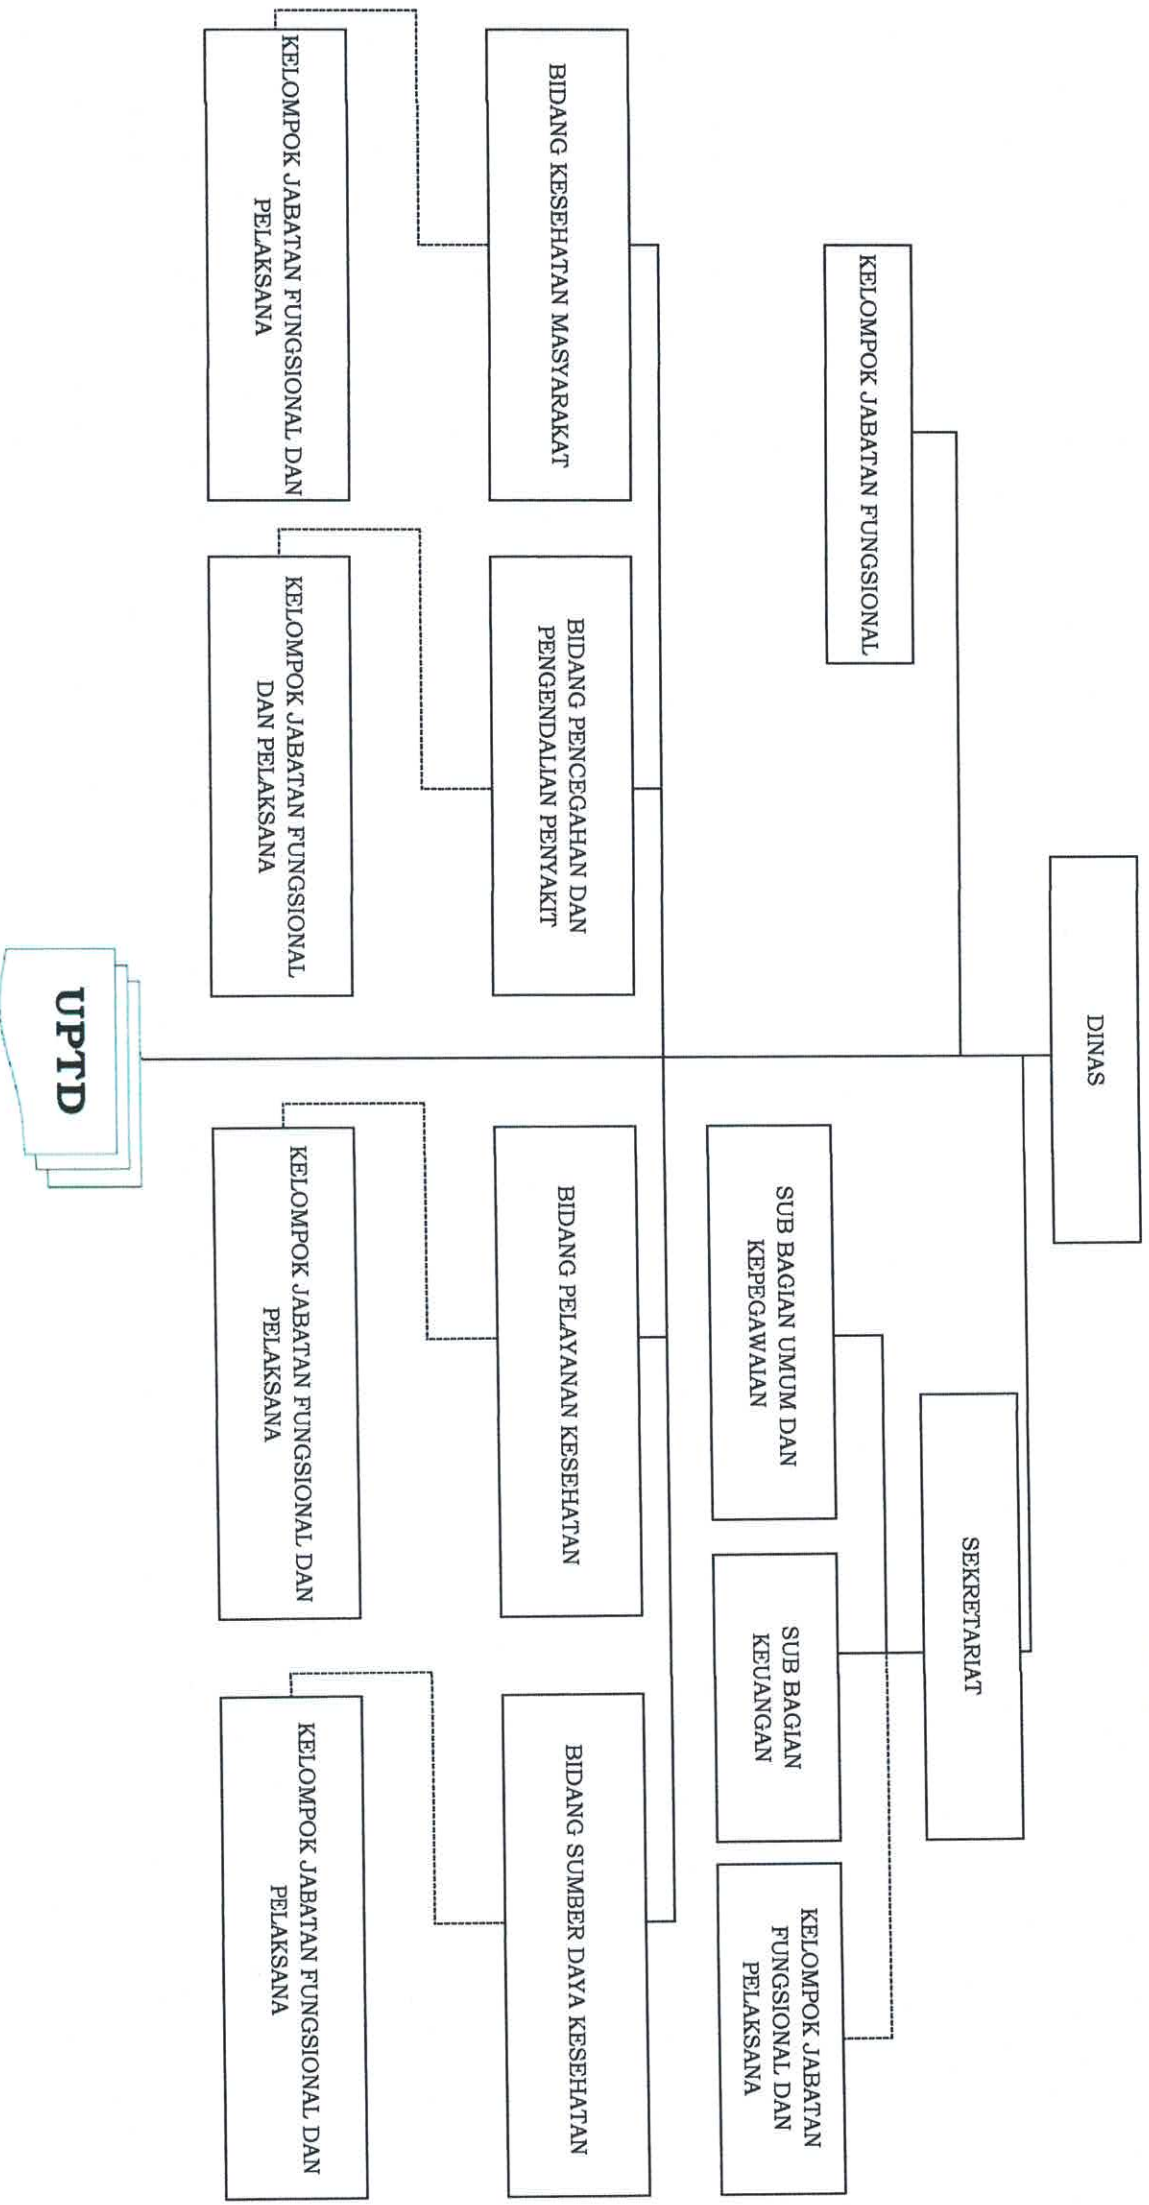 DINAS
SEKRETARIAT
KELOMPOK JABATAN FUNGSIONAL
SUB BAGIAN UMUM DAN
KEPEGAWAIAN
SUB BAGIAN
KEUANGAN
KELOMPOK JABATAN
FUNGSIONAL DAN
PELAKSANA
BIDANG KESEHATAN MASYARAKAT
BIDANG PENCEGAHAN DAN
PENGENDALIAN PENYAKIT
BIDANG PELAYANAN KESEHATAN
BIDANG SUMBER DAYA KESEHATAN
KELOMPOK JABATAN FUNGSIONAL DAN
PELAKSANA
KELOMPOK JABATAN FUNGSIONAL
DAN PELAKSANA
KELOMPOK JABATAN FUNGSIONAL DAN
PELAKSANA
KELOMPOK JABATAN FUNGSIONAL DAN
PELAKSANA
UPTD